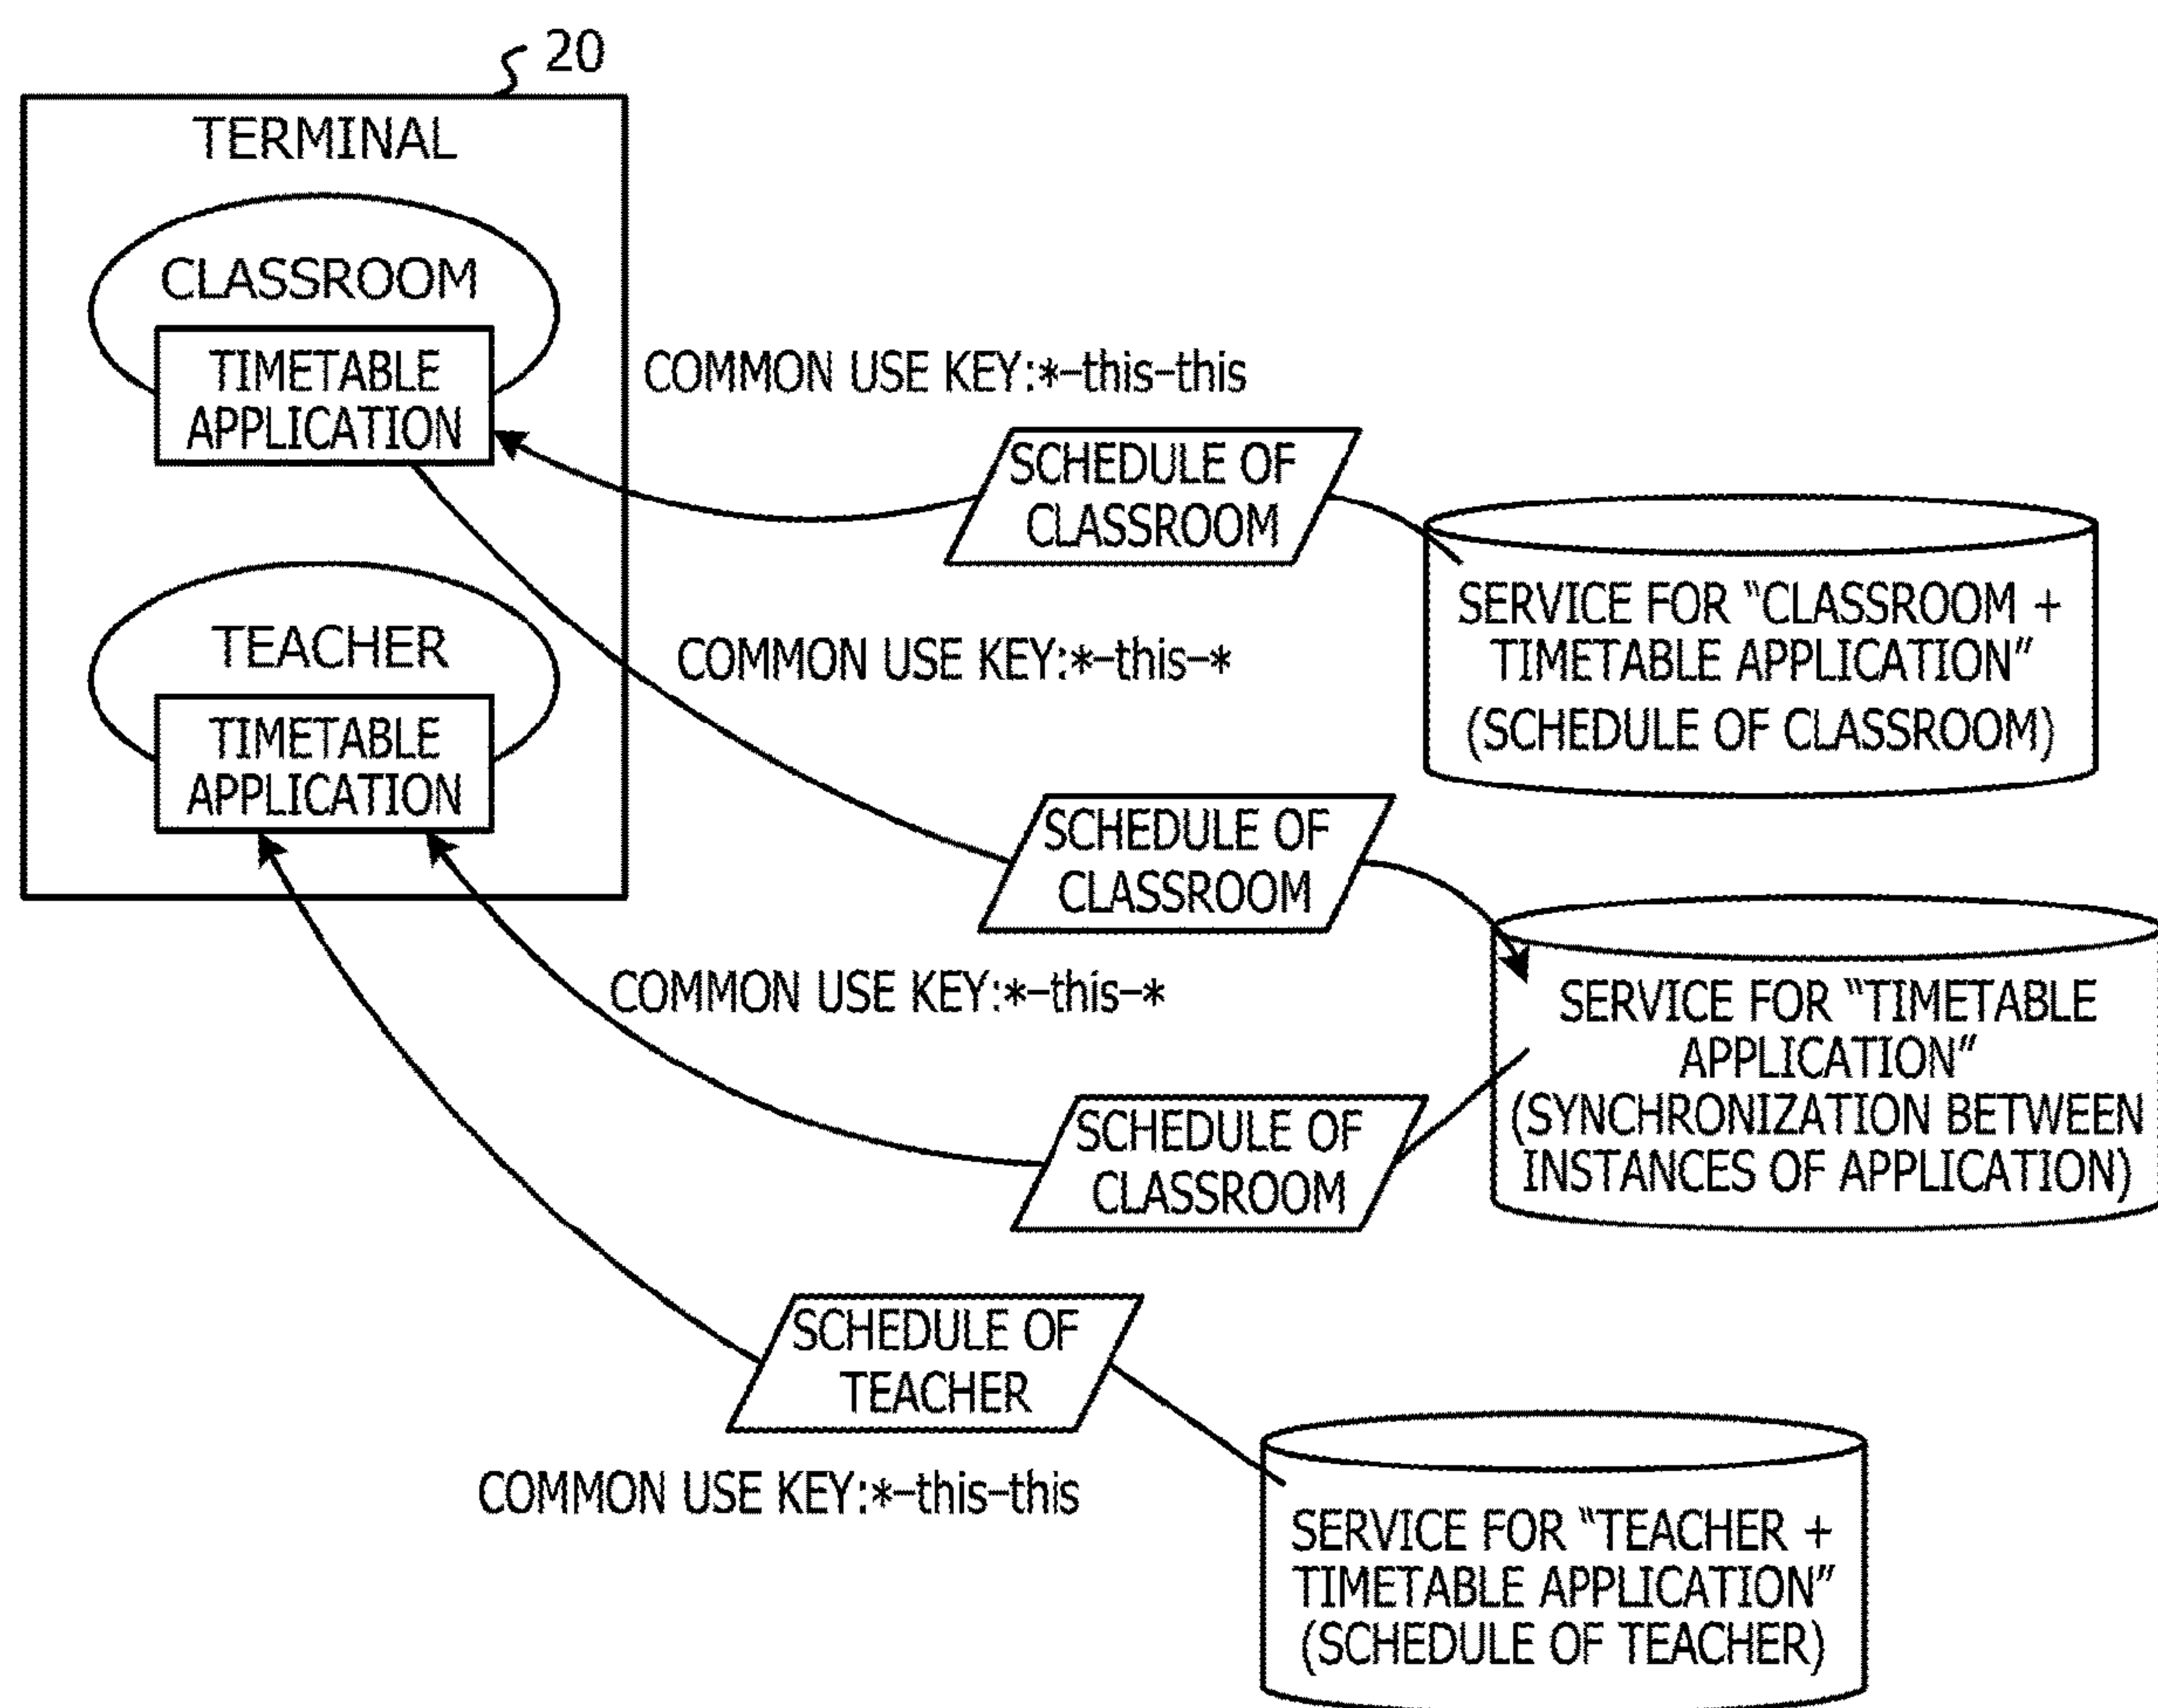 20
TERMINAL
CLASSROOM
TIMETABLE
APPLICATION
COMMON USE KEY:*-this-this
SCHEDULE OF
CLASSROOM
SERVICE FOR "CLASSROOM +
TIMETABLE APPLICATION"
(SCHEDULE OF CLASSROOM)
TEACHER
TIMETABLE
APPLICATION
COMMON USE KEY:*-this-*
SCHEDULE OF
CLASSROOM
COMMON USE KEY:*-this-*
SERVICE FOR "TIMETABLE
APPLICATION"
(SYNCHRONIZATION BETWEEN
INSTANCES OF APPLICATION)
SCHEDULE OF
CLASSROOM
SCHEDULE OF
TEACHER
COMMON USE KEY:*-this-this
SERVICE FOR "TEACHER +
TIMETABLE APPLICATION"
(SCHEDULE OF TEACHER)